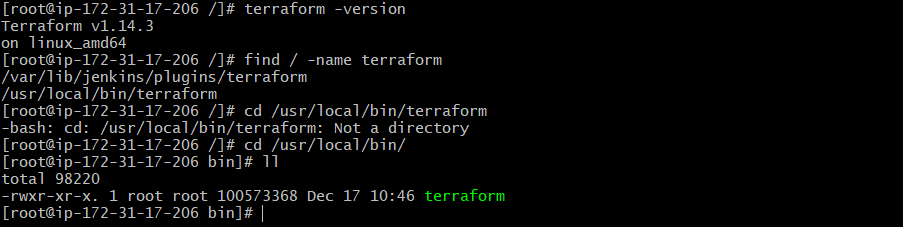 [root@ip-172-31-17-206 /]# terraform -version
Terraform v1.14.3
on linux_amd64
[root@ip-172-31-17-206 /]# find / -name terraform
/var/lib/jenkins/plugins/terraform
/usr/local/bin/terraform
[root@ip-172-31-17-206 /]# cd /usr/local/bin/terraform
-bash: cd: /usr/local/bin/terraform: Not a directory
[root@ip-172-31-17-206 /]# cd /usr/local/bin/
[root@ip-172-31-17-206 bin]# ll
total 98220
-rwxr-xr-x. 1 root root 100573368 Dec 17 10:46 terraform
[root@ip-172-31-17-206 bin]#